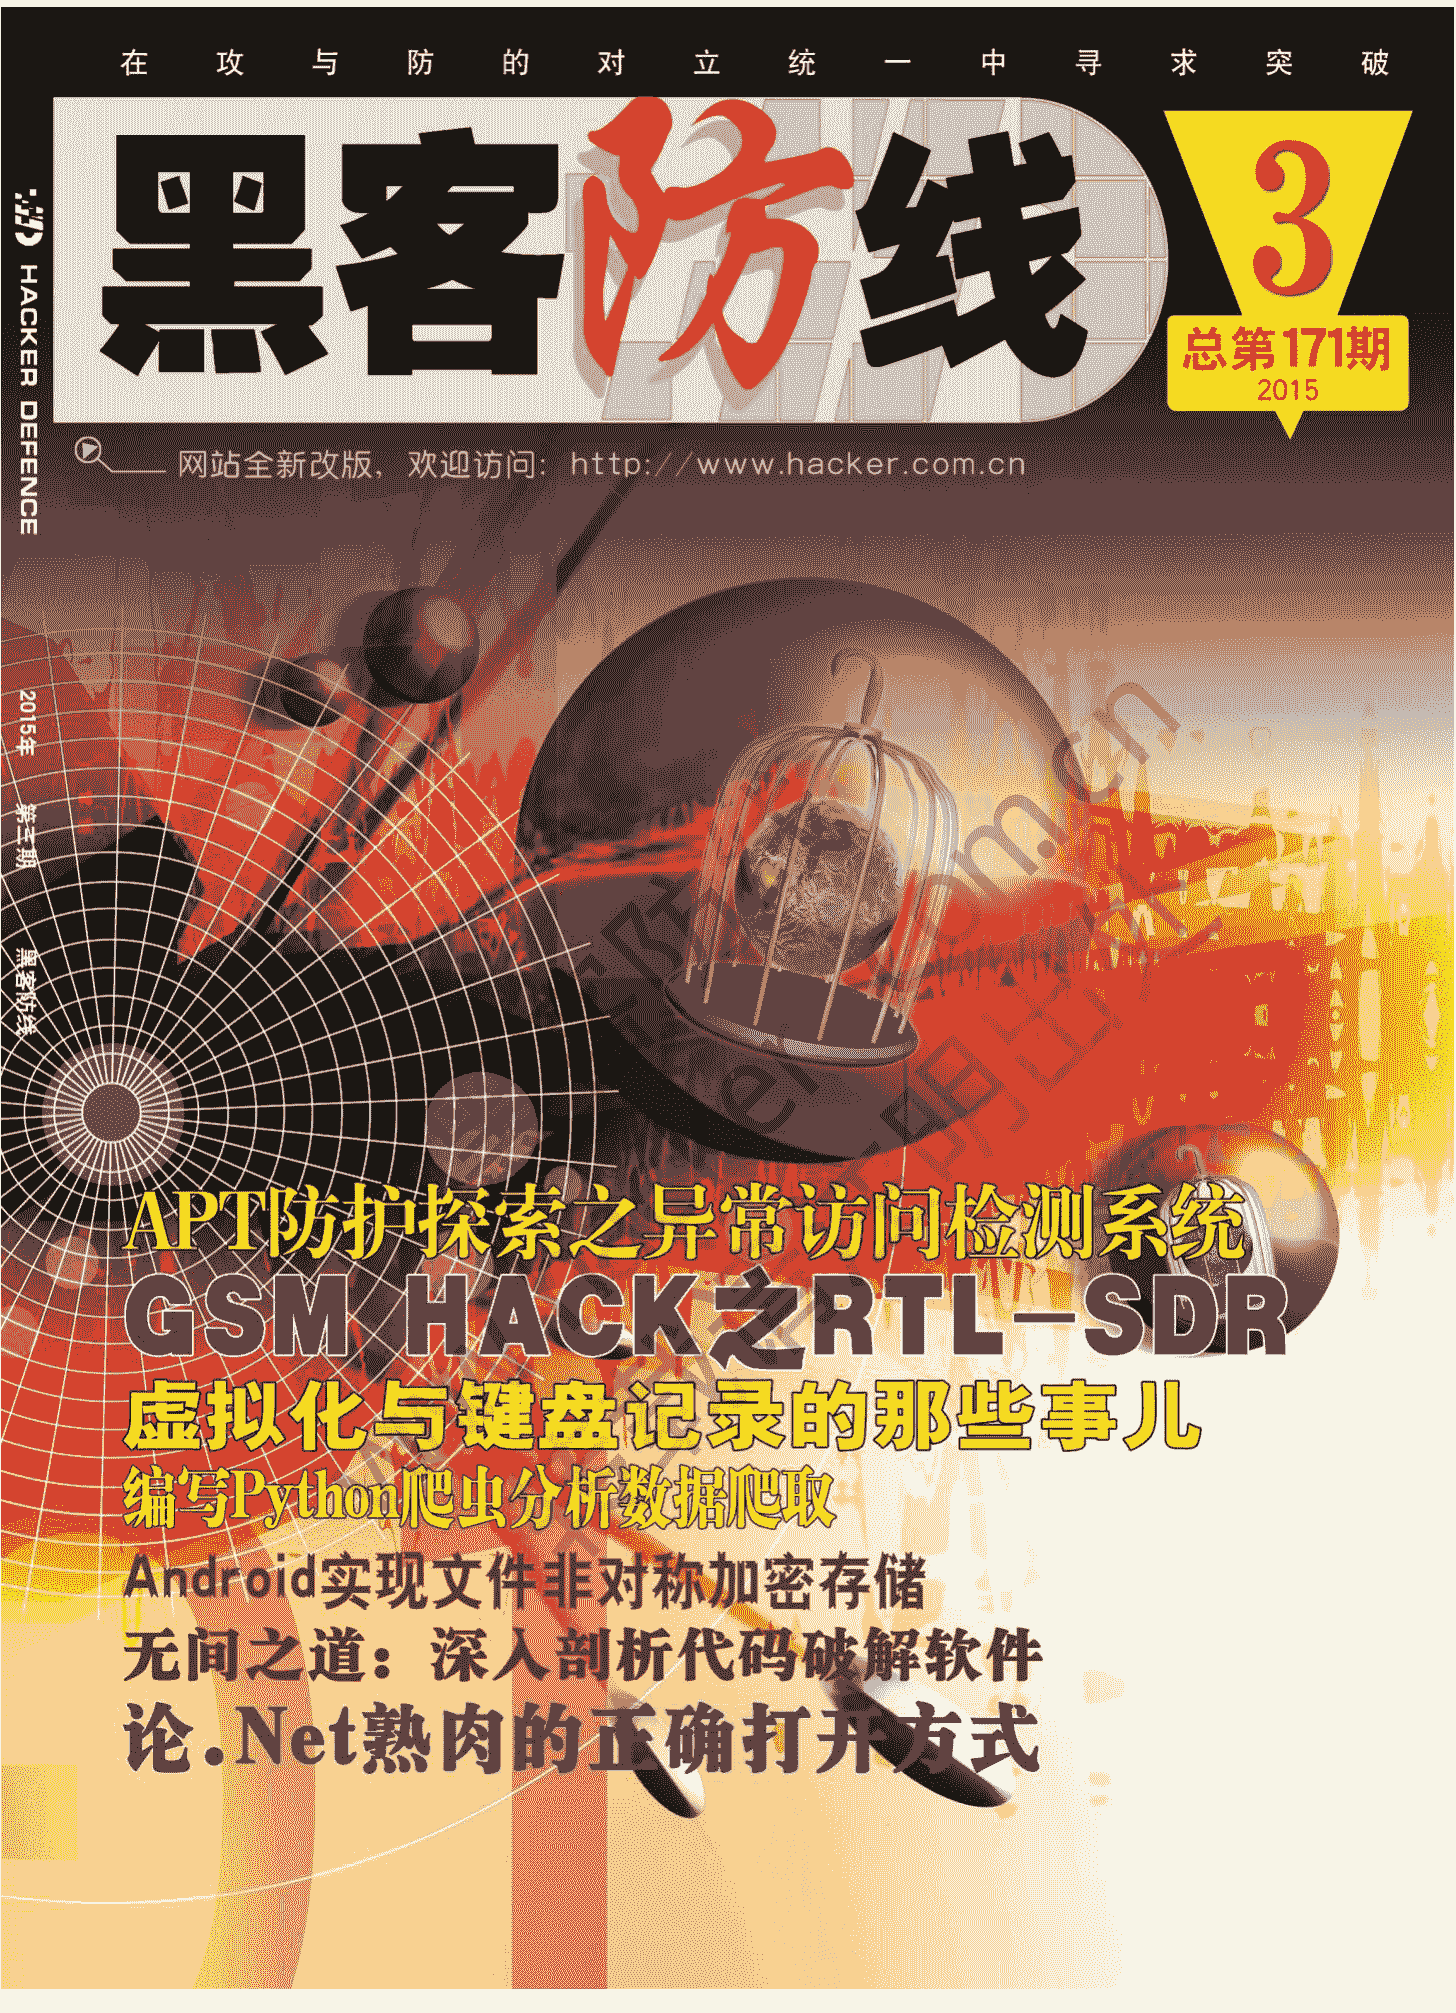 在攻与防的对立统一中寻求突破
黑客防线
3
总第171期
2015
HACKER DEFENCE
网站全新改版，欢迎访问：http://www.hacker.com.cn
2015年 第三期 黑客防线
APT防护探索之异常访问检测系统
GSM HACK之RTL-SDR
虚拟化与键盘记录的那些事儿
编写Python爬虫分析数据爬取
Android实现文件非对称加密存储
无间之道：深入剖析代码破解软件
论.Net熟肉的正确打开方式